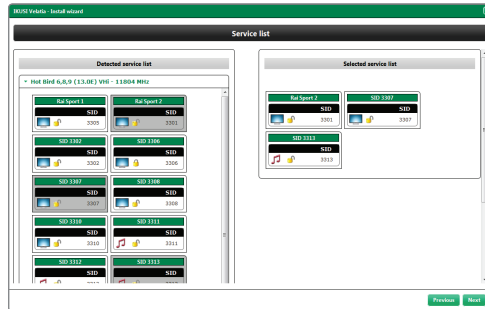 IKUSI Velatia - Install wizard
Service list
Detected service list
Hot Bird 6,8,9 (13.0E) VHi - 11804 MHz
Rai Sport 1
SID
3305
Rai Sport 2
SID
3301
SID 3302
SID
3302
SID 3306
SID
3306
SID 3307
SID
3307
SID 3308
SID
3308
SID 3310
SID
3310
SID 3311
SID
3311
SID 3312
SID
SID 3313
SID
Selected service list
Rai Sport 2
SID
3301
SID 3307
SID
3307
SID 3313
SID
3313
Previous
Next